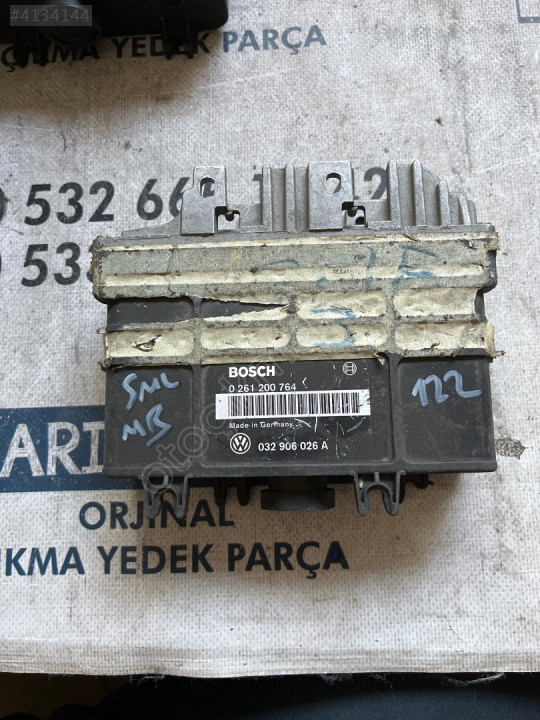 #4134144
ÇIKMA YEDEK PARÇA
0 532 66
0 53
BOSCH
0 261 200 764
Made in Germany
032 906 026 A
SML
MB
122
ARI
ORJİNAL
ÇIKMA YEDEK PARÇA